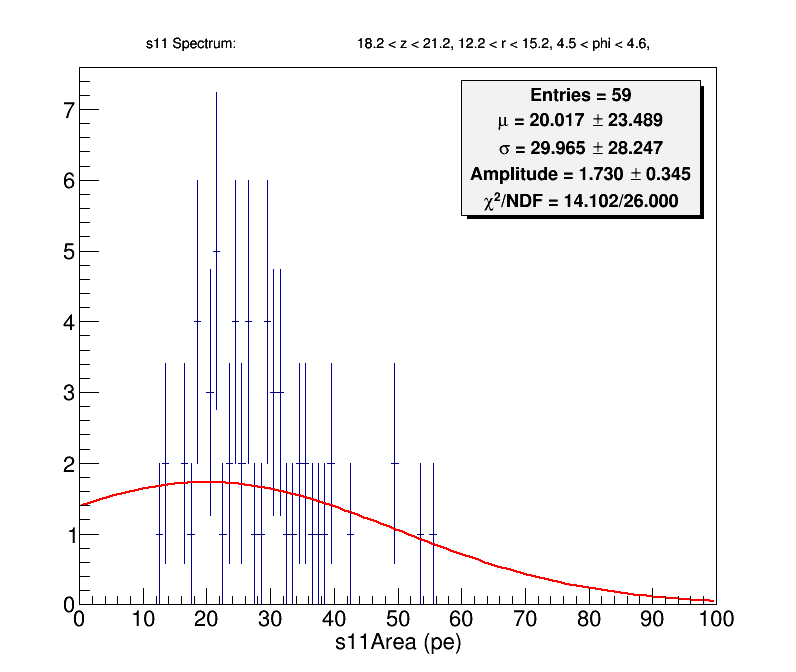 s11 Spectrum: 18.2 < z < 21.2, 12.2 < r < 15.2, 4.5 < phi < 4.6,
Entries = 59
μ = 20.017 ± 23.489
σ = 29.965 ± 28.247
Amplitude = 1.730 ± 0.345
χ²/NDF = 14.102/26.000
7
6
5
4
3
2
1
0
0 10 20 30 40 50 60 70 80 90 100
s11Area (pe)